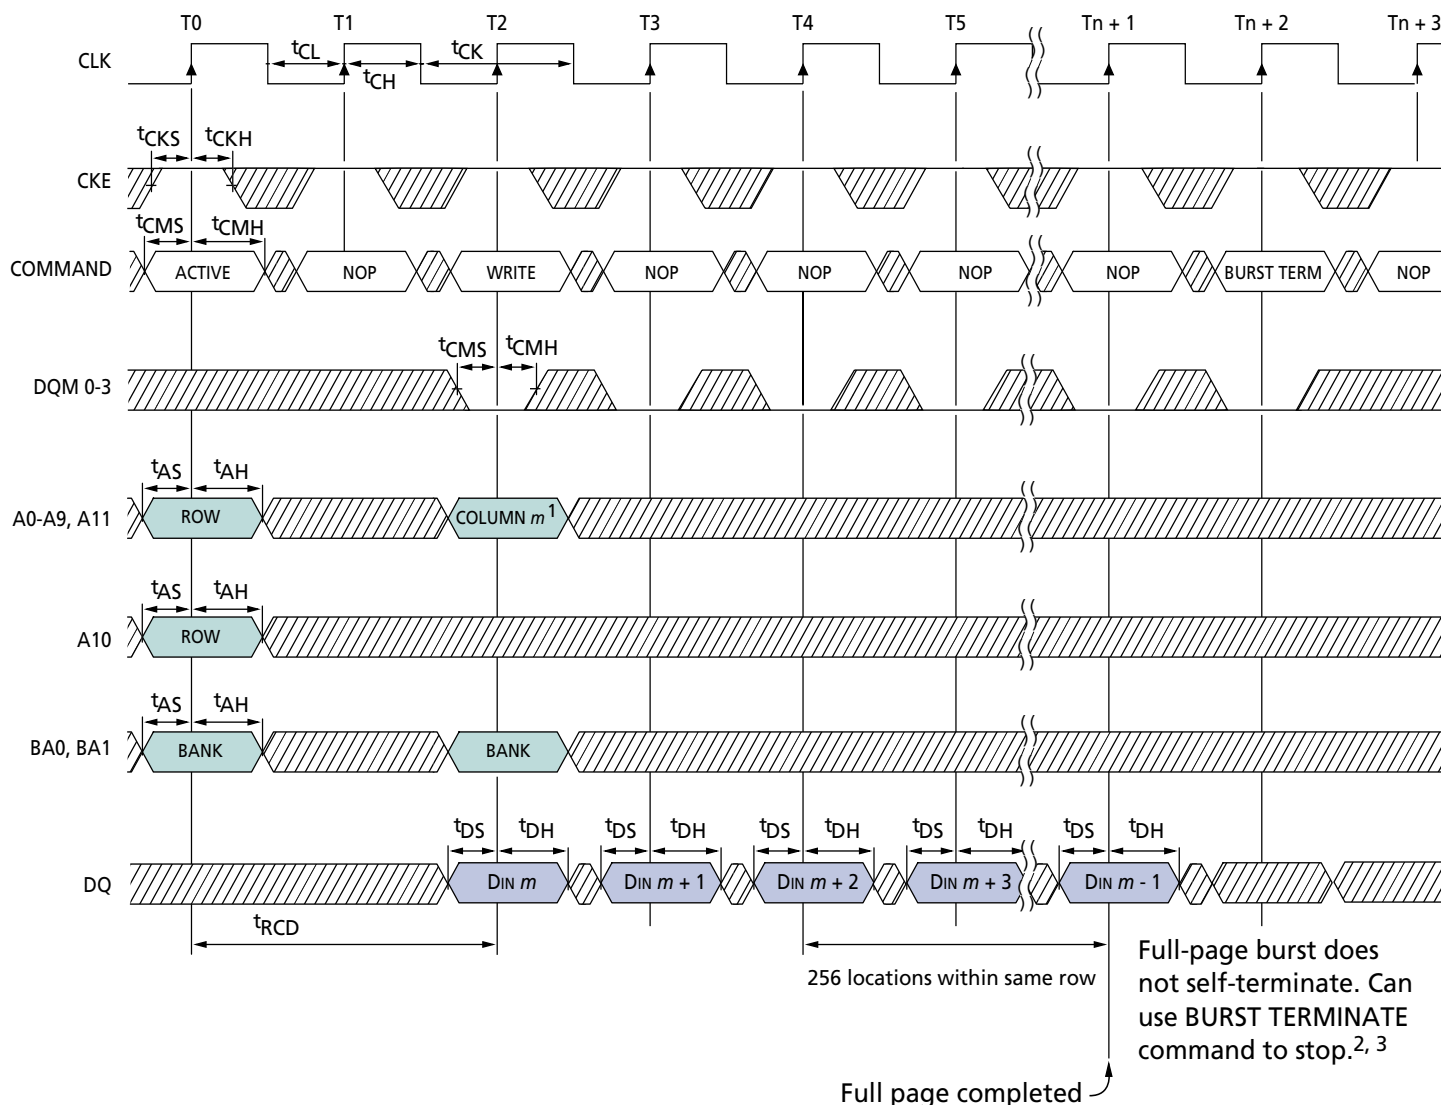 T0 T1 T2 T3 T4 T5 Tn + 1 Tn + 2 Tn + 3
CLK tCL tCH tCK
tCKS tCKH
CKE
tCMS tCMH
COMMAND ACTIVE NOP WRITE NOP NOP NOP NOP BURST TERM NOP
tCMS tCMH
DQM 0-3
tAS tAH
A0-A9, A11 ROW COLUMN m1
tAS tAH
A10 ROW
tAS tAH
BA0, BA1 BANK BANK
tDS tDH tDS tDH tDS tDH tDS tDH tDS tDH
DQ DIN m DIN m + 1 DIN m + 2 DIN m + 3 DIN m - 1
tRCD
256 locations within same row
Full-page burst does
not self-terminate. Can
use BURST TERMINATE
command to stop.2, 3
Full page completed